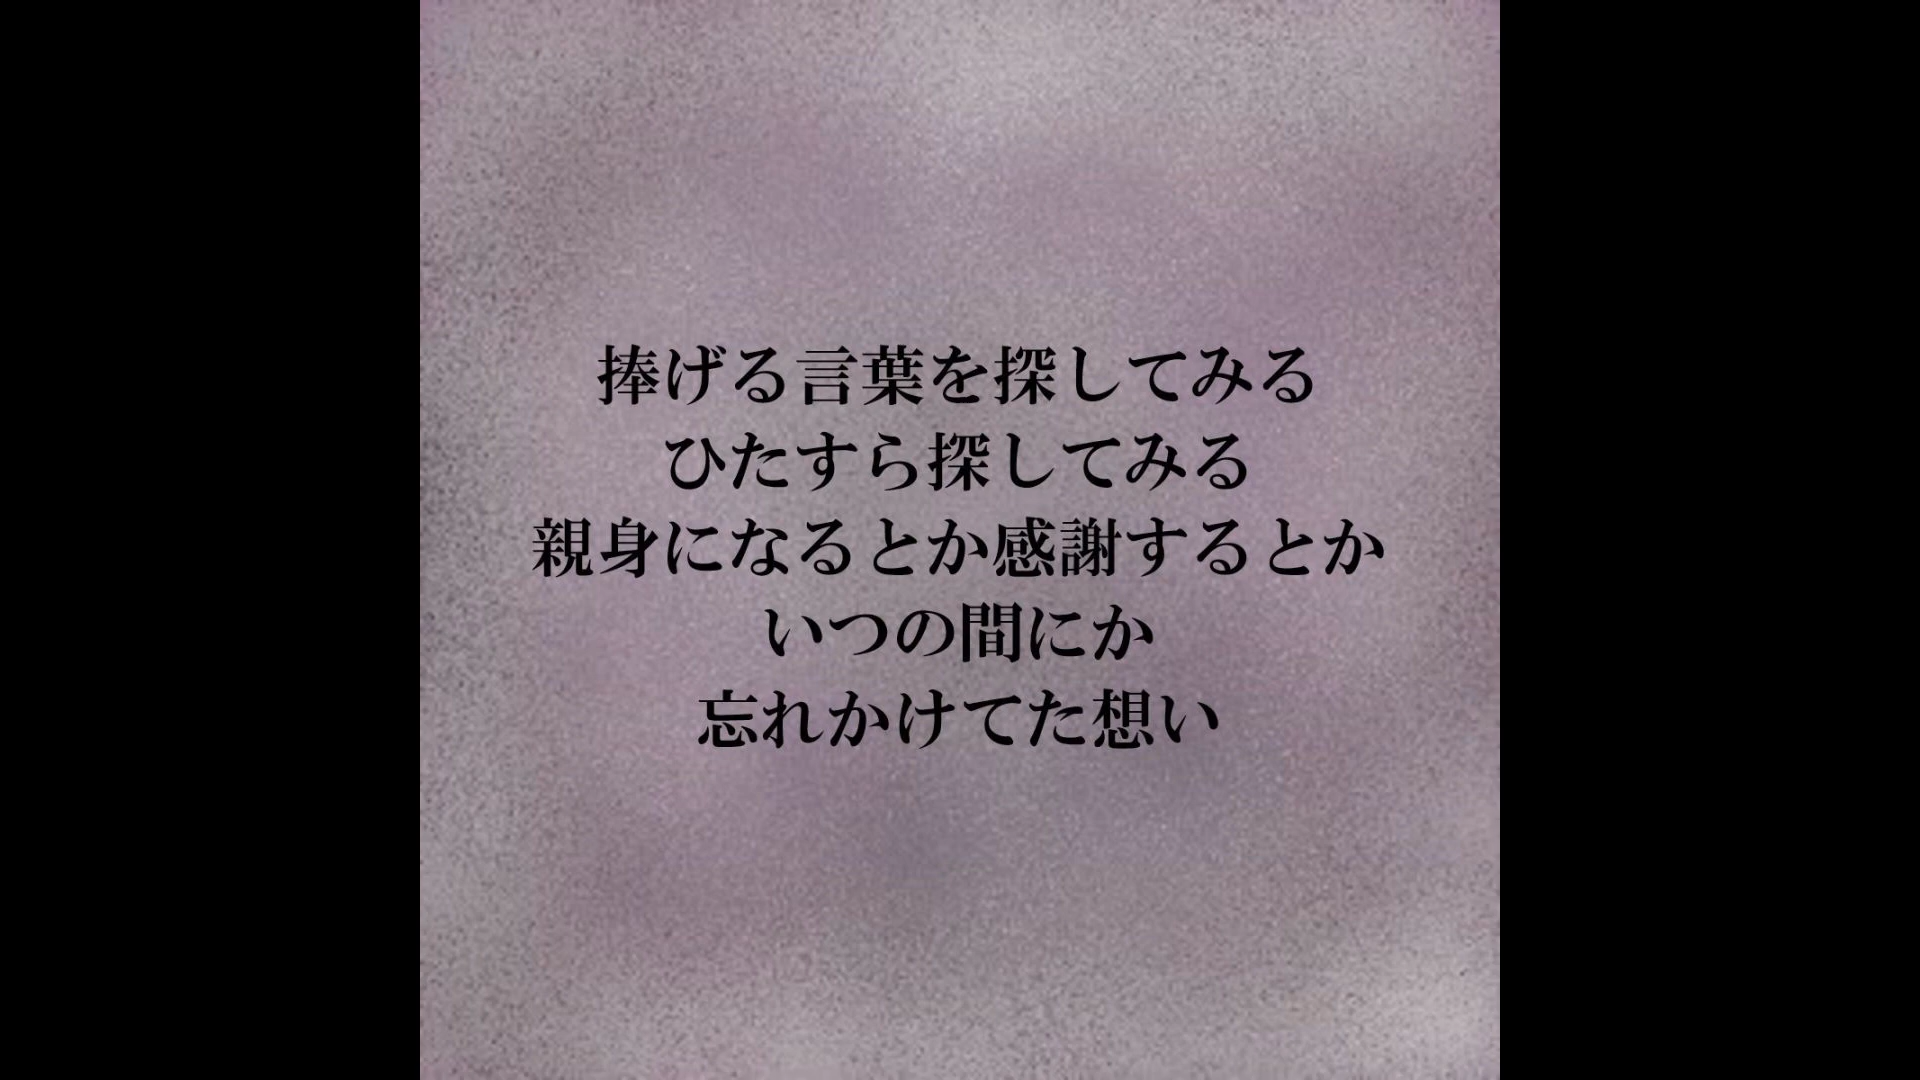 捧げる言葉を探してみる
ひたすら探してみる
親身になるとか感謝するとか
いつの間にか
忘れかけてた想い